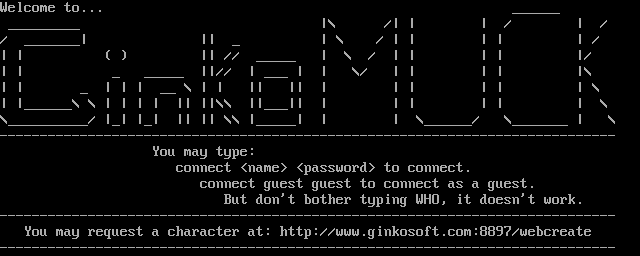 Welcome to...
GinkoMUCK
You may type:
connect <name> <password> to connect.
connect guest guest to connect as a guest.
But don't bother typing WHO, it doesn't work.
You may request a character at: http://www.ginkosoft.com:8897/webcreate